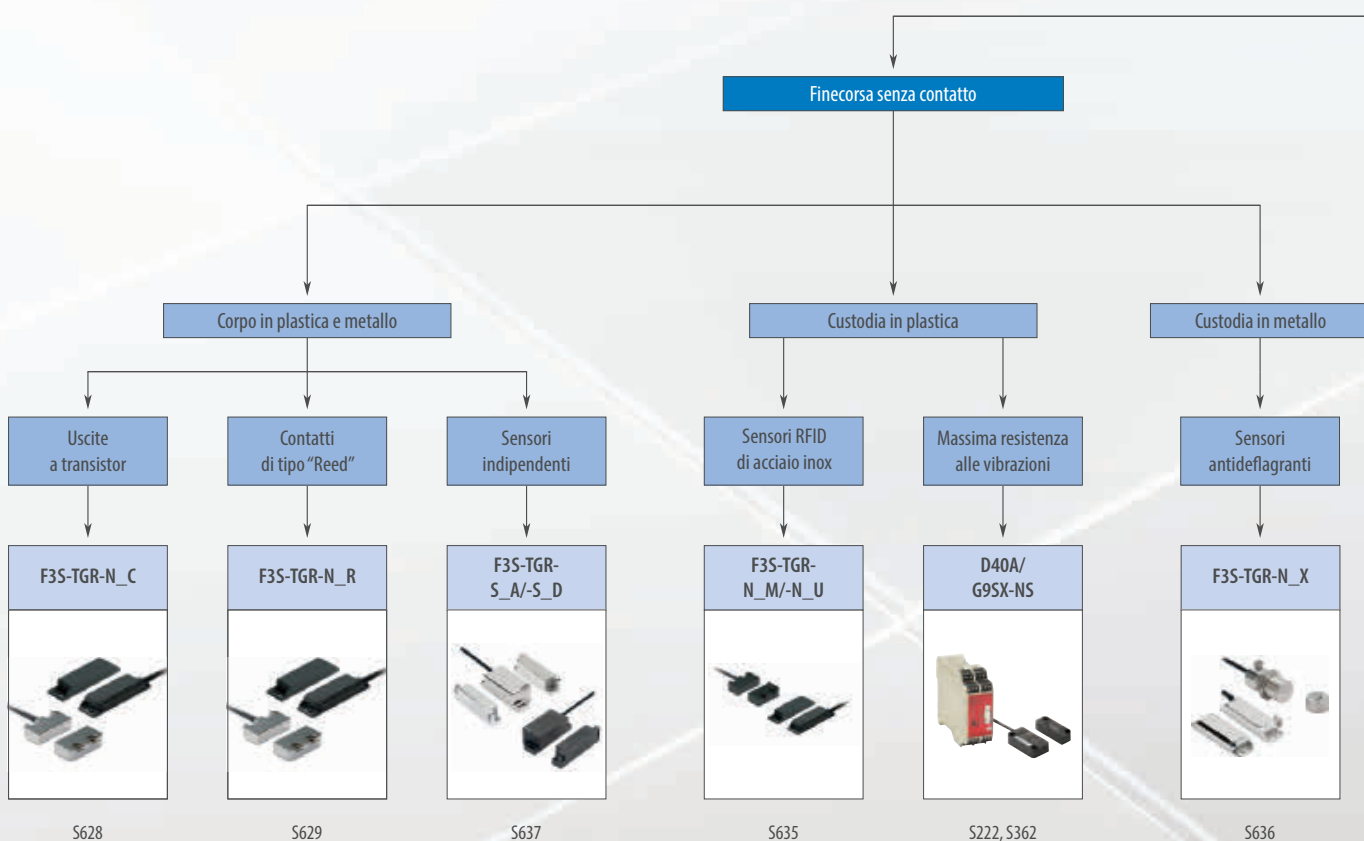 Finecorsa senza contatto
Corpo in plastica e metallo
Custodia in plastica
Custodia in metallo
Uscite
a transistor
Contatti
di tipo “Reed”
Sensori
indipendenti
Sensori RFID
di acciaio inox
Massima resistenza
alle vibrazioni
Sensori
antideflagranti
F3S-TGR-N_C
F3S-TGR-N_R
F3S-TGR-
S_A/-S_D
F3S-TGR-
N_M/-N_U
D40A/
G9SX-NS
F3S-TGR-N_X
S628
S629
S637
S635
S222, S362
S636